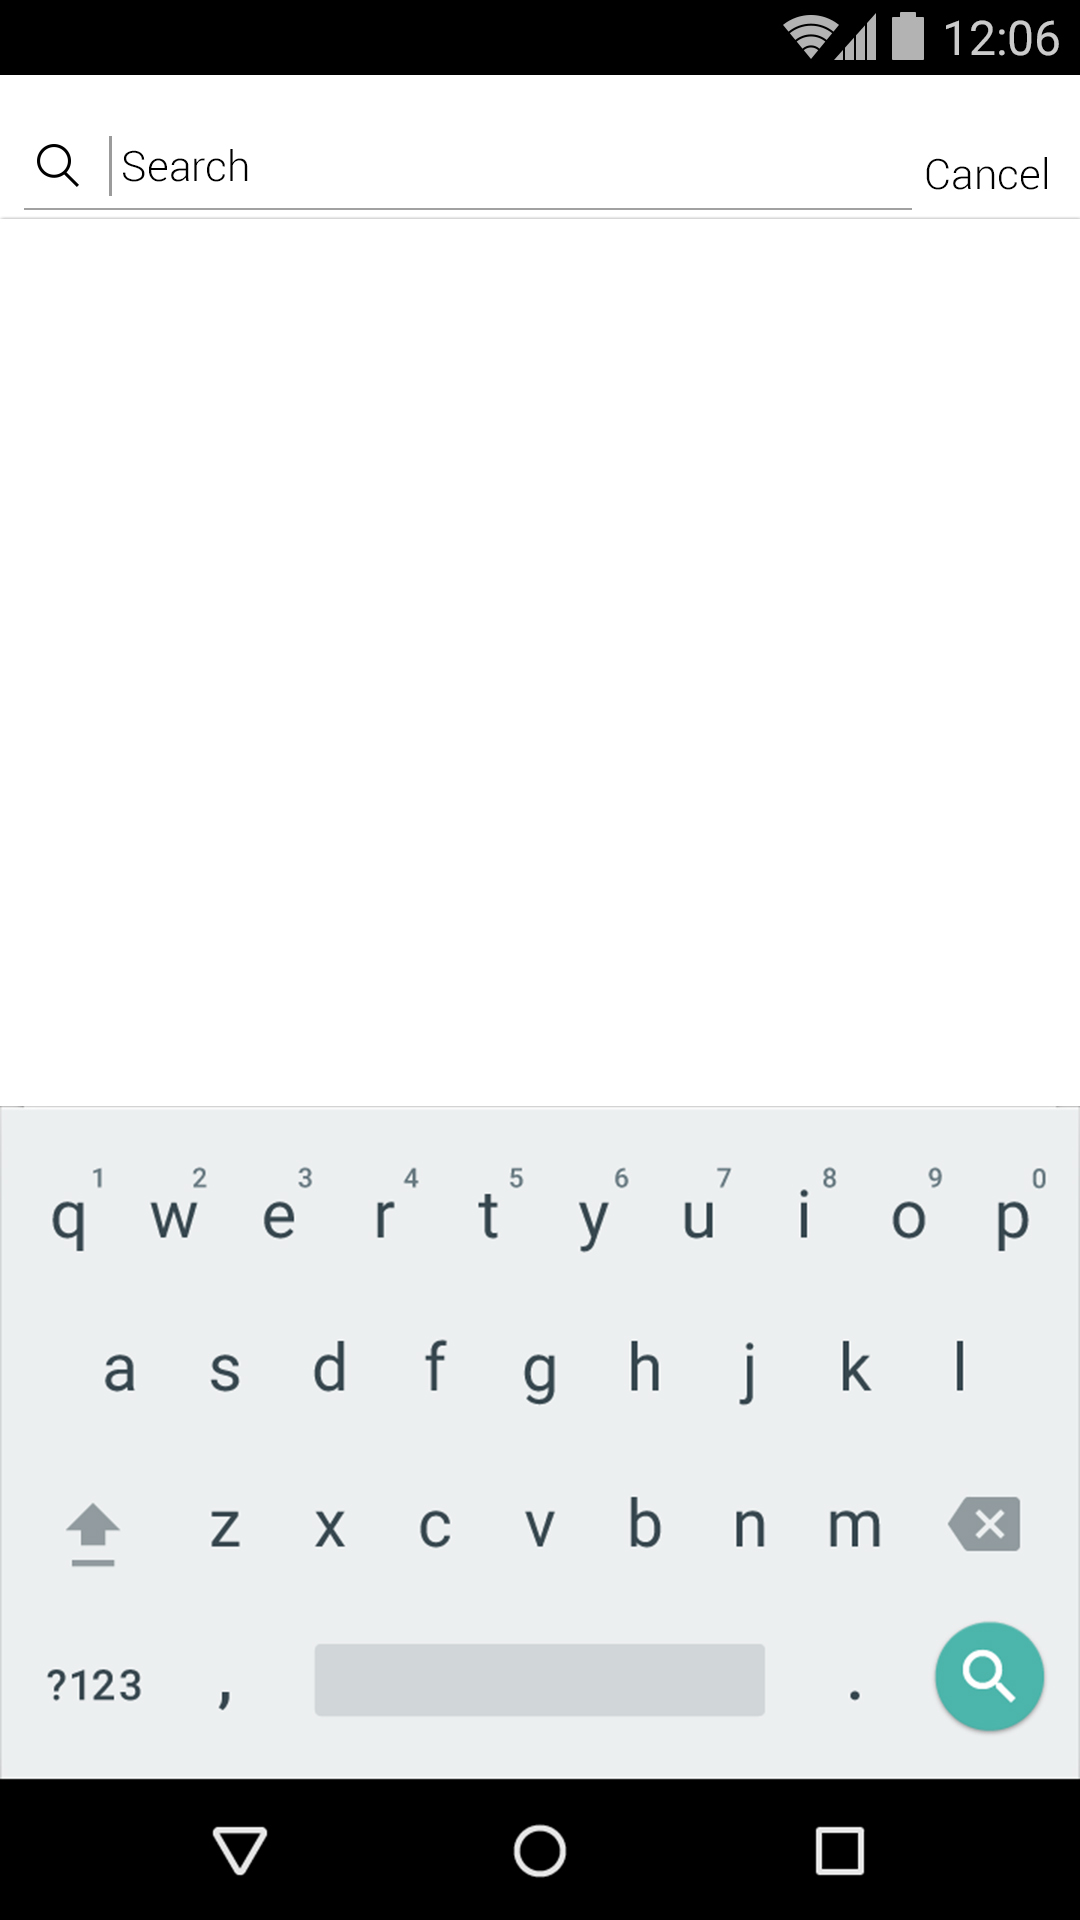 12:06
Search
Cancel
1 2 3 4 5 6 7 8 9 0
q w e r t y u i o p
a s d f g h j k l
z x c v b n m
?123 , .